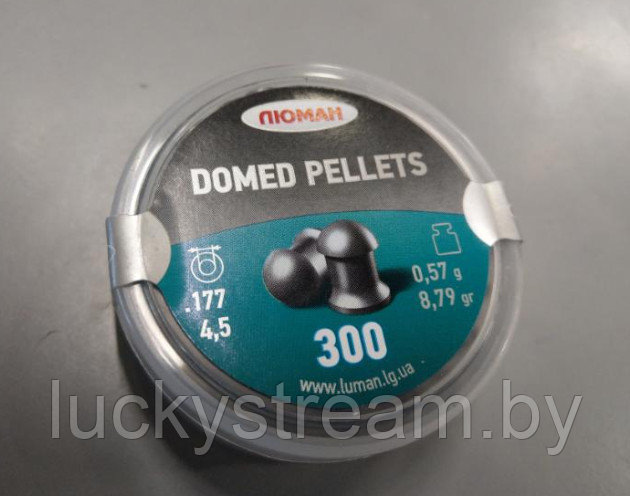 ЛЮМАН
DOMED PELLETS
.177
4,5
0,57 g
8,79 gr
300
www.luman.lg.ua
luckystream.by